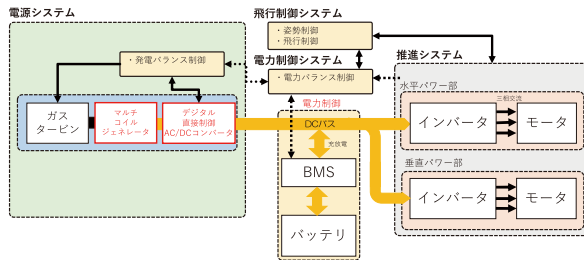 電源システム
・発電バランス制御
ガス
タービン
マルチ
コイル
ジェネレータ
デジタル
直接制御
AC/DCコンバータ
飛行制御システム
・姿勢制御
・飛行制御
電力制御システム
・電力バランス制御
電力制御
DCバス
充放電
BMS
バッテリ
推進システム
水平パワー部
三相交流
インバータ
モータ
垂直パワー部
インバータ
モータ